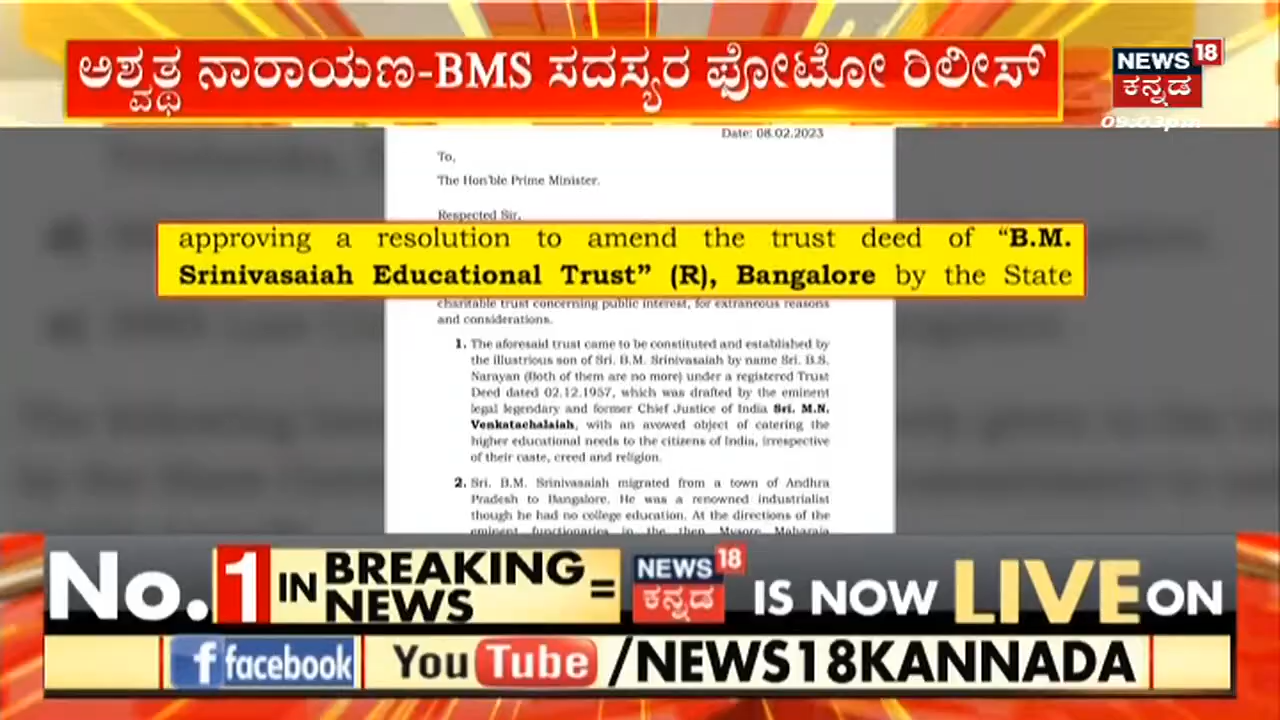 ಅಶ್ವತ್ಥ ನಾರಾಯಣ-BMS ಸದಸ್ಯರ ಫೋಟೋ ರಿಲೀಸ್
NEWS 18
ಕನ್ನಡ
09:03pm
Date: 08.02.2023
To,
The Hon'ble Prime Minister.
Respected Sir,
approving a resolution to amend the trust deed of “B.M.
Srinivasaiah Educational Trust” (R), Bangalore by the State
charitable trust concerning public interest, for extraneous reasons
and considerations.
1. The aforesaid trust came to be constituted and established by
the illustrious son of Sri. B.M. Srinivasaiah by name Sri. B.S.
Narayan (Both of them are no more) under a registered Trust
Deed dated 02.12.1957, which was drafted by the eminent
legal legendary and former Chief Justice of India Sri. M.N.
Venkatachalaiah, with an avowed object of catering the
higher educational needs to the citizens of India, irrespective
of their caste, creed and religion.
2. Sri. B.M. Srinivasaiah migrated from a town of Andhra
Pradesh to Bangalore. He was a renowned industrialist
though he had no college education. At the directions of the
eminent functionaries in the then Mysore Maharaja
No.1 IN BREAKING NEWS = NEWS 18 ಕನ್ನಡ IS NOW LIVE ON
facebook YouTube /NEWS18KANNADA